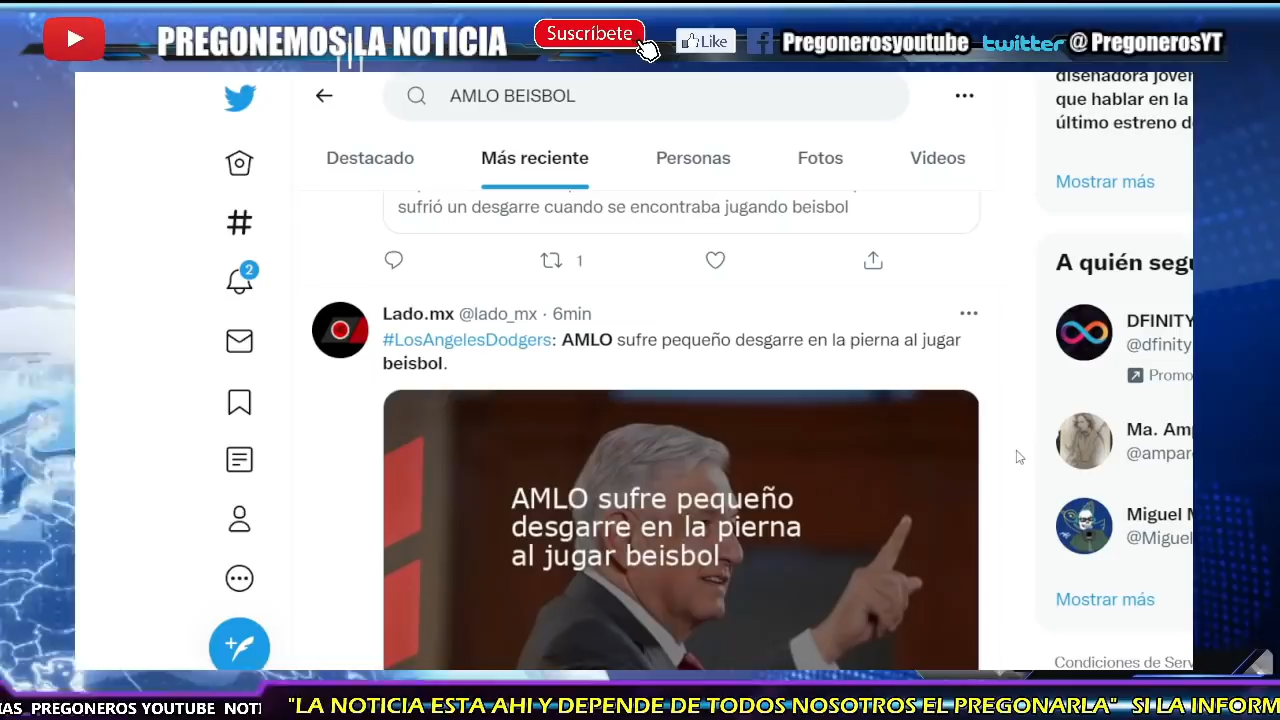 PREGONEMOS LA NOTICIA
Suscríbete
Like
Pregonerosyoutube
twitter @PregonerosYT
AMLO BEISBOL
Destacado
Más reciente
Personas
Fotos
Videos
sufrió un desgarre cuando se encontraba jugando beisbol
1
2
Lado.mx @lado_mx · 6min
#LosAngelesDodgers: AMLO sufre pequeño desgarre en la pierna al jugar
beisbol.
AMLO sufre pequeño
desgarre en la pierna
al jugar beisbol
diseñadora jover
que hablar en la
último estreno d
Mostrar más
A quién segu
DFINITY
@dfinity
Promo
Ma. Am
@ampar
Miguel M
@Miguel
Mostrar más
Condiciones de Serv
IAS_PREGONEROS YOUTUBE NOTI
"LA NOTICIA ESTA AHI Y DEPENDE DE TODOS NOSOTROS EL PREGONARLA" SI LA INFORM